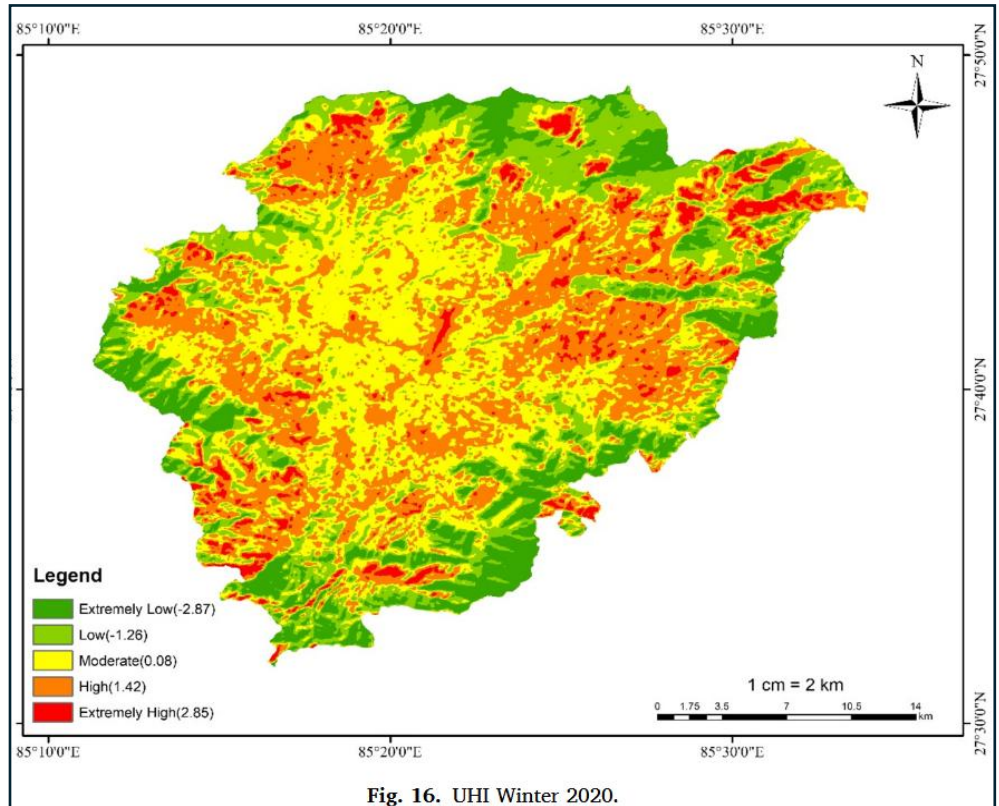 85°10'0"E 85°20'0"E 85°30'0"E
27°50'0"N
N
27°40'0"N
Legend
Extremely Low(-2.87)
Low(-1.26)
Moderate(0.08)
High(1.42)
Extremely High(2.85)
1 cm = 2 km
0 1.75 3.5 7 10.5 14
km
27°30'0"N
85°10'0"E 85°20'0"E 85°30'0"E
Fig. 16. UHI Winter 2020.